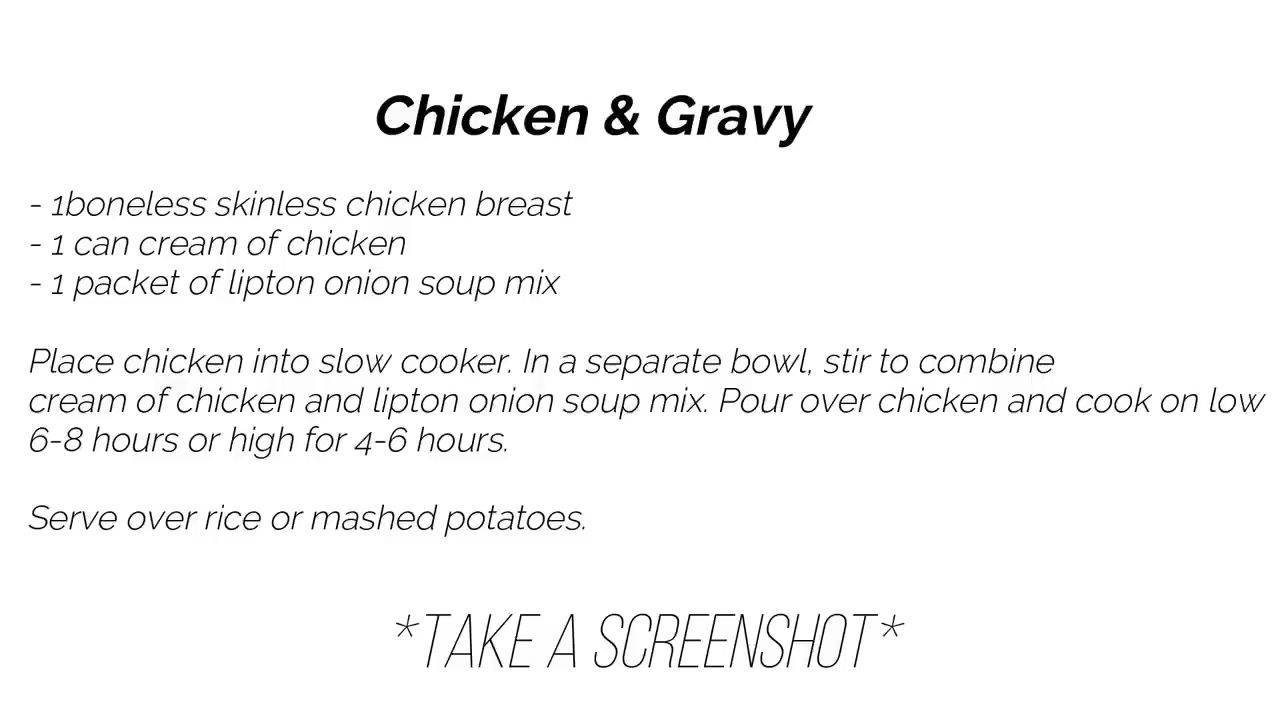 Chicken & Gravy
- 1boneless skinless chicken breast
- 1 can cream of chicken
- 1 packet of lipton onion soup mix
Place chicken into slow cooker. In a separate bowl, stir to combine
cream of chicken and lipton onion soup mix. Pour over chicken and cook on low
6-8 hours or high for 4-6 hours.
Serve over rice or mashed potatoes.
*TAKE A SCREENSHOT*